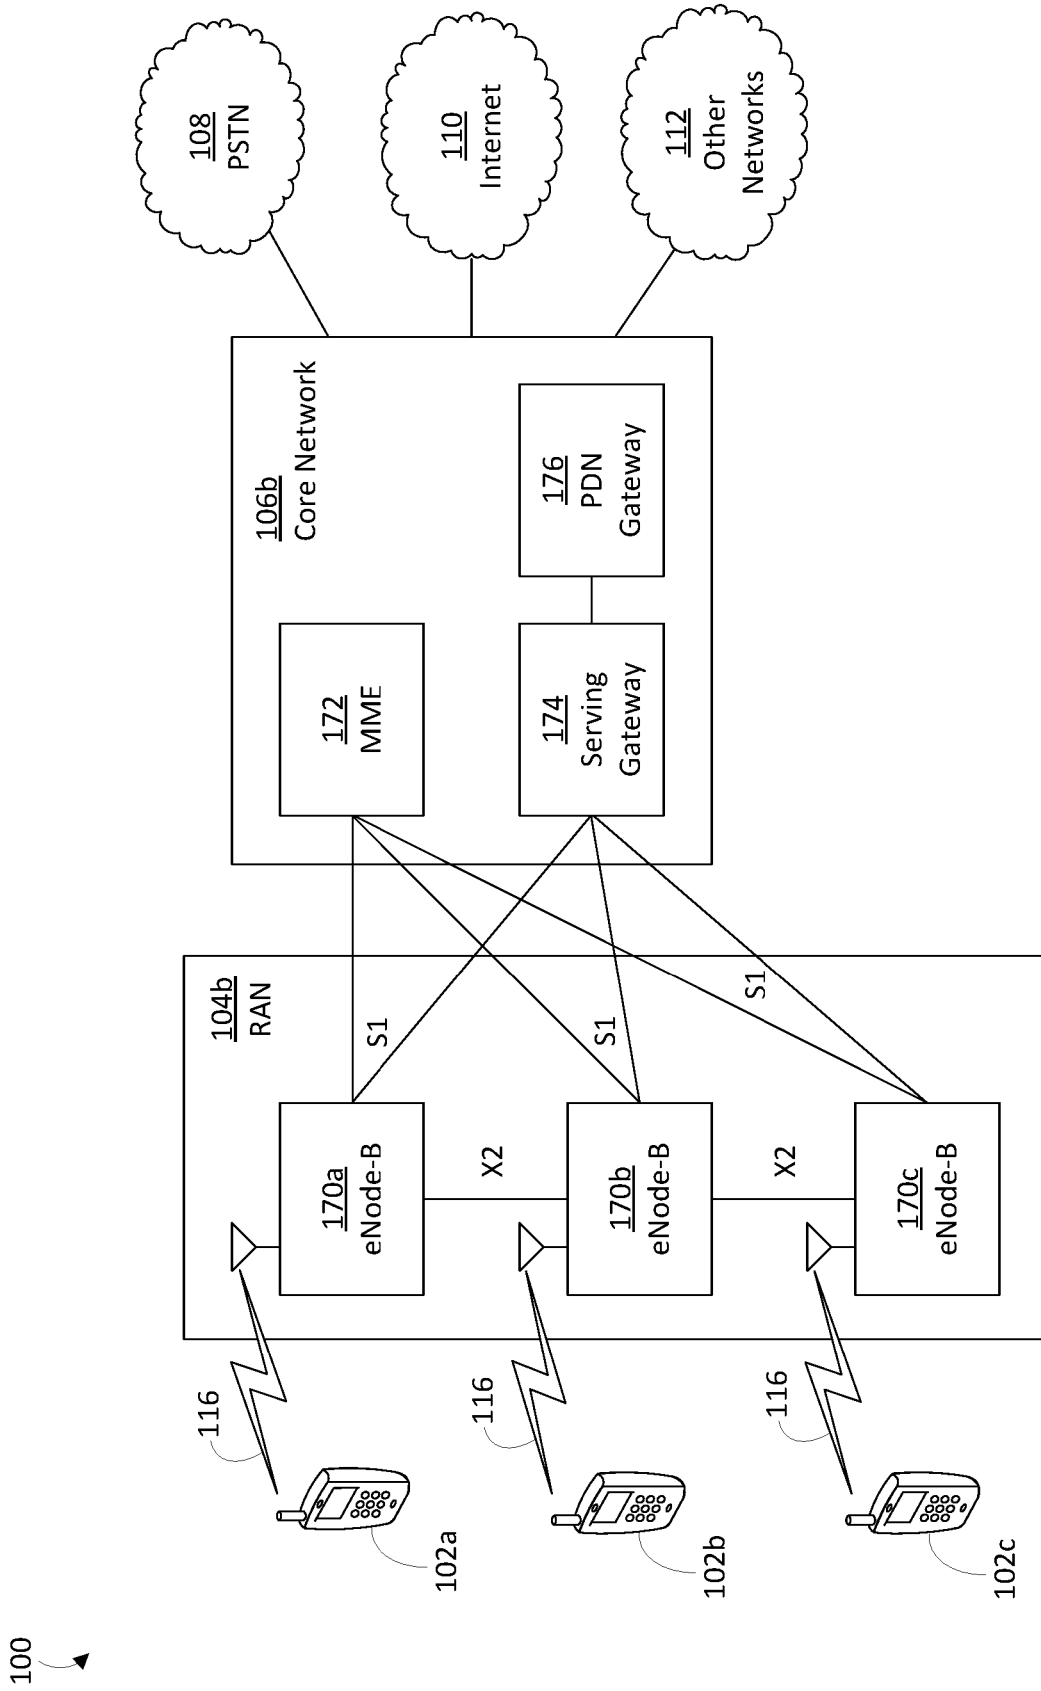 100
102a
102b
102c
116
116
116
104b
RAN
170a
eNode-B
170b
eNode-B
170c
eNode-B
X2
X2
S1
S1
S1
106b
Core Network
172
MME
174
Serving
Gateway
176
PDN
Gateway
108
PSTN
110
Internet
112
Other
Networks